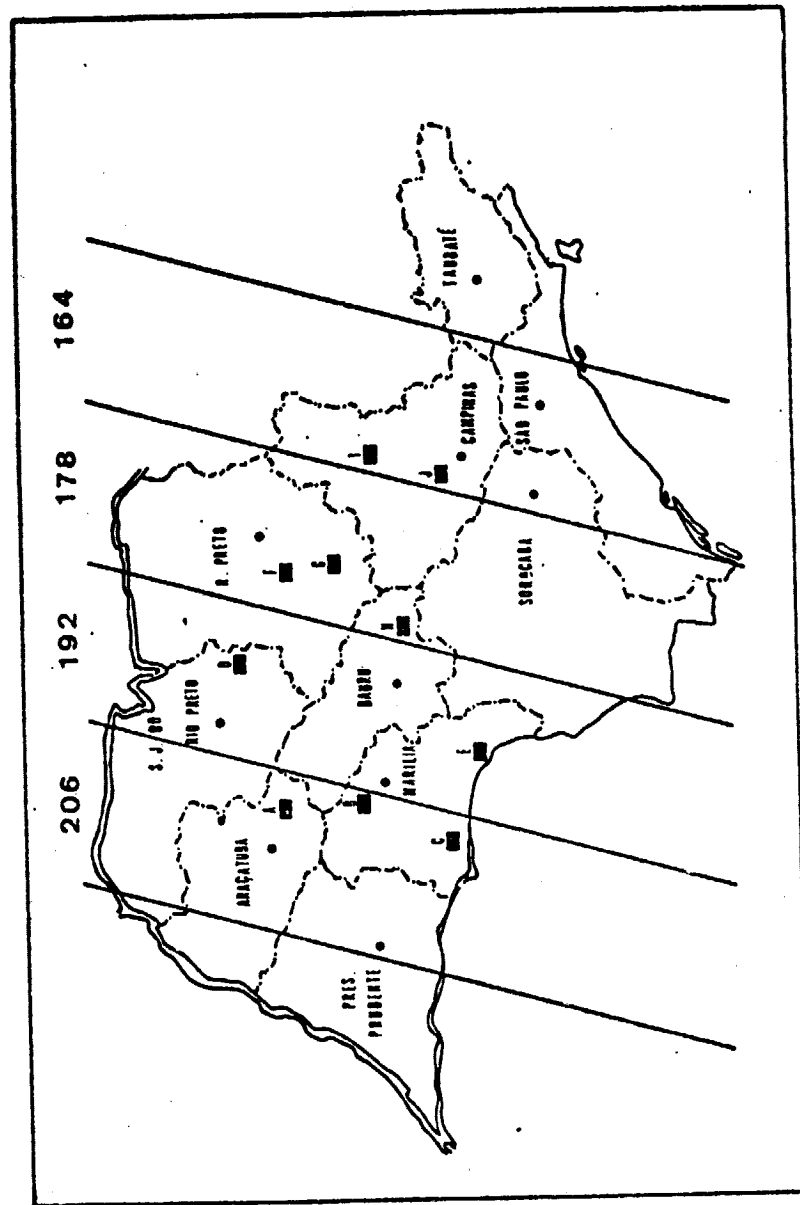 206
192
178
164
S. J. DO
RIO PRETO
R. PRETO
D
F
G
I
ARAÇATUBA
A
B
BAURU
H
J
CAMPINAS
TAUBATÉ
PRES.
PRUDENTE
MARILIA
C
E
SOROCABA
SÃO PAULO